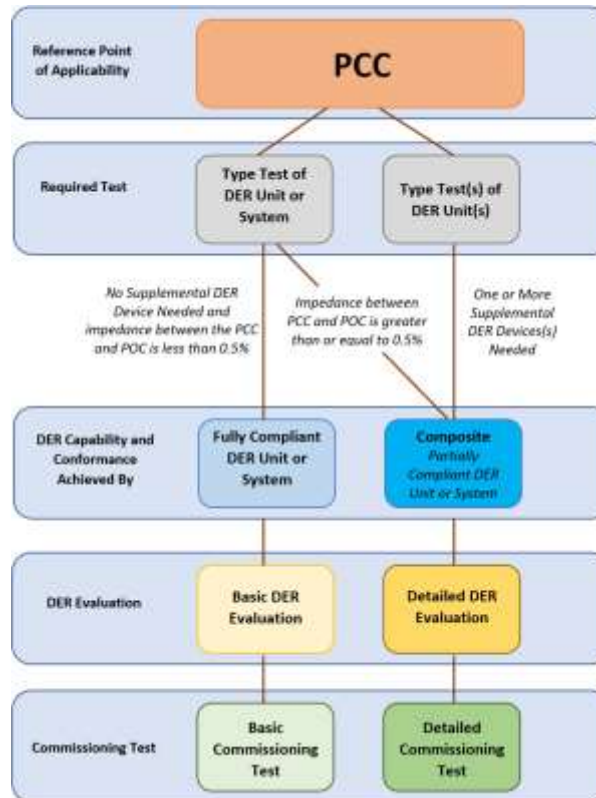 Reference Point
of Applicability
PCC
Required Test
Type Test of
DER Unit or
System
Type Test(s) of
DER Unit(s)
No Supplemental DER
Device Needed and
impedance between the PCC
and POC is less than 0.5%
Impedance between
PCC and POC is greater
than or equal to 0.5%
One or More
Supplemental
DER Devices(s)
Needed
DER Capability and
Conformance
Achieved By
Fully Compliant
DER Unit or
System
Composite
Partially
Compliant DER
Unit or System
DER Evaluation
Basic DER
Evaluation
Detailed DER
Evaluation
Commissioning Test
Basic
Commissioning
Test
Detailed
Commissioning
Test